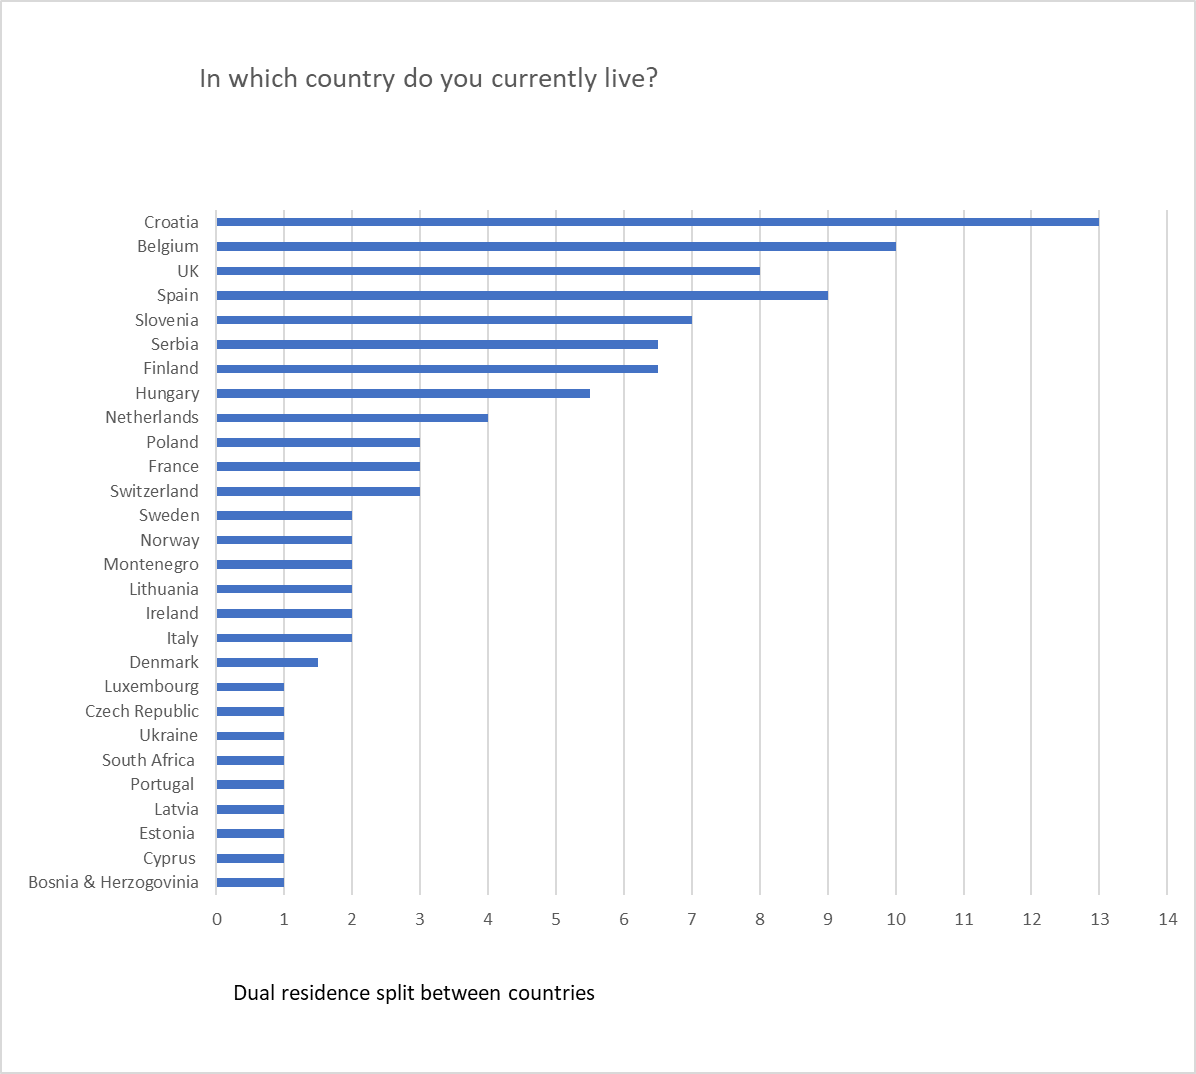 In which country do you currently live?
Croatia
Belgium
UK
Spain
Slovenia
Serbia
Finland
Hungary
Netherlands
Poland
France
Switzerland
Sweden
Norway
Montenegro
Lithuania
Ireland
Italy
Denmark
Luxembourg
Czech Republic
Ukraine
South Africa
Portugal
Latvia
Estonia
Cyprus
Bosnia & Herzogovinia
0 1 2 3 4 5 6 7 8 9 10 11 12 13 14
Dual residence split between countries